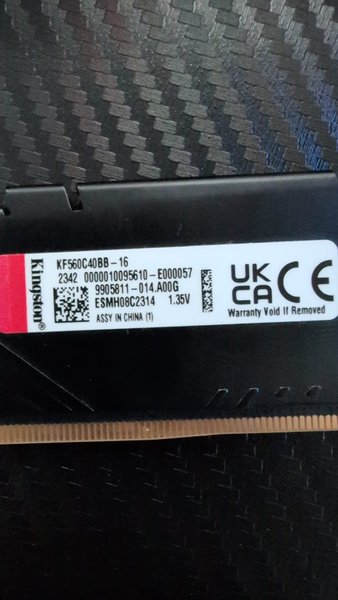 Kingston®
KF560C40BB-16
2342 0000010095610-E000057
9905811-014.A00G
ESMH08C2314 1.35V
ASSY IN CHINA (1)
UK
CA CE
Warranty Void If Removed